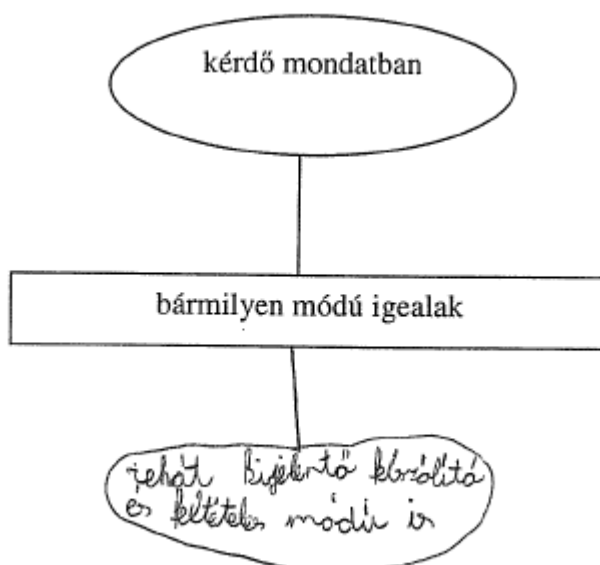 kérdő mondatban
bármilyen módú igealak
tehát kijelentő felszólító
és feltételes módú is